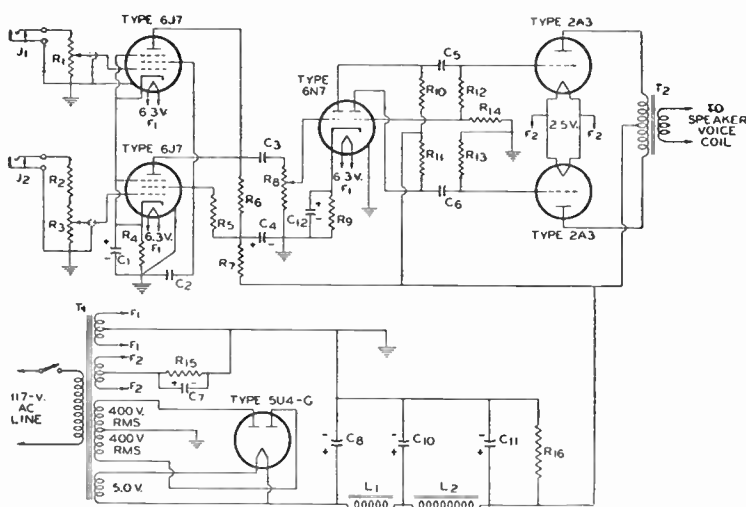 TYPE 6J7
J1
R1
6.3V.
F1
TYPE 6J7
J2
R2
R3
6.3V.
F1
R4
C1
C2
R5
C3
R6
R7
C4
R8
TYPE
6N7
6.3V.
F1
C12
R9
C5
R10
R12
R14
R11
R13
C6
TYPE 2A3
2.5V.
F2
F2
TYPE 2A3
T2
TO
SPEAKER
VOICE
COIL
T1
F1
F1
F2
F2
117-V.
AC
LINE
400 V.
RMS
400 V
RMS
5.0 V.
R15
C7
TYPE 5U4-G
C8
C10
C11
R16
L1
L2